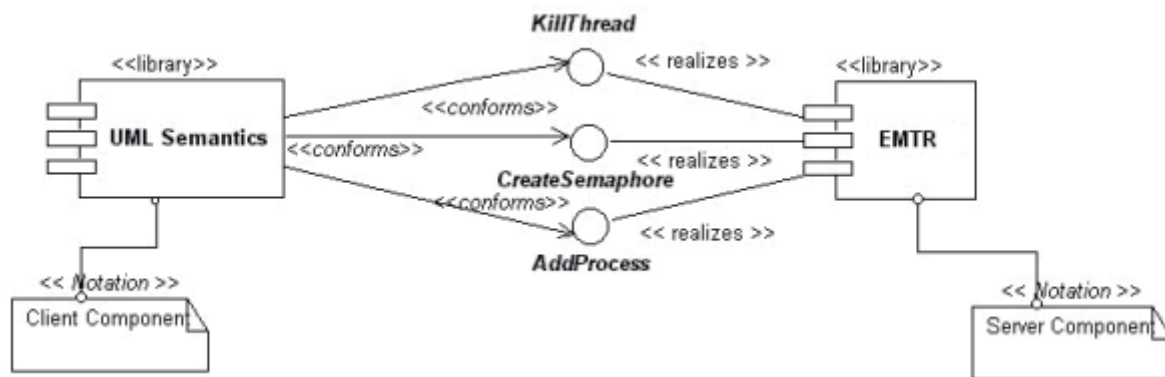 KillThread
<<library>>
<< realizes >>
<<library>>
<<conforms>>
UML Semantics
EMTR
<<conforms>>
<< realizes >>
CreateSemaphore
<<conforms>>
<< realizes >>
AddProcess
<< Notation >>
Client Component
<< Notation >>
Server Component